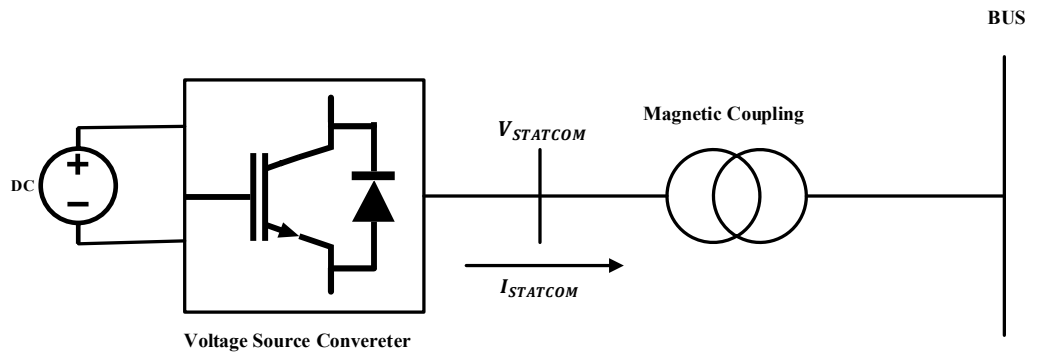 BUS
Magnetic Coupling
V_STATCOM
DC
I_STATCOM
Voltage Source Convereter